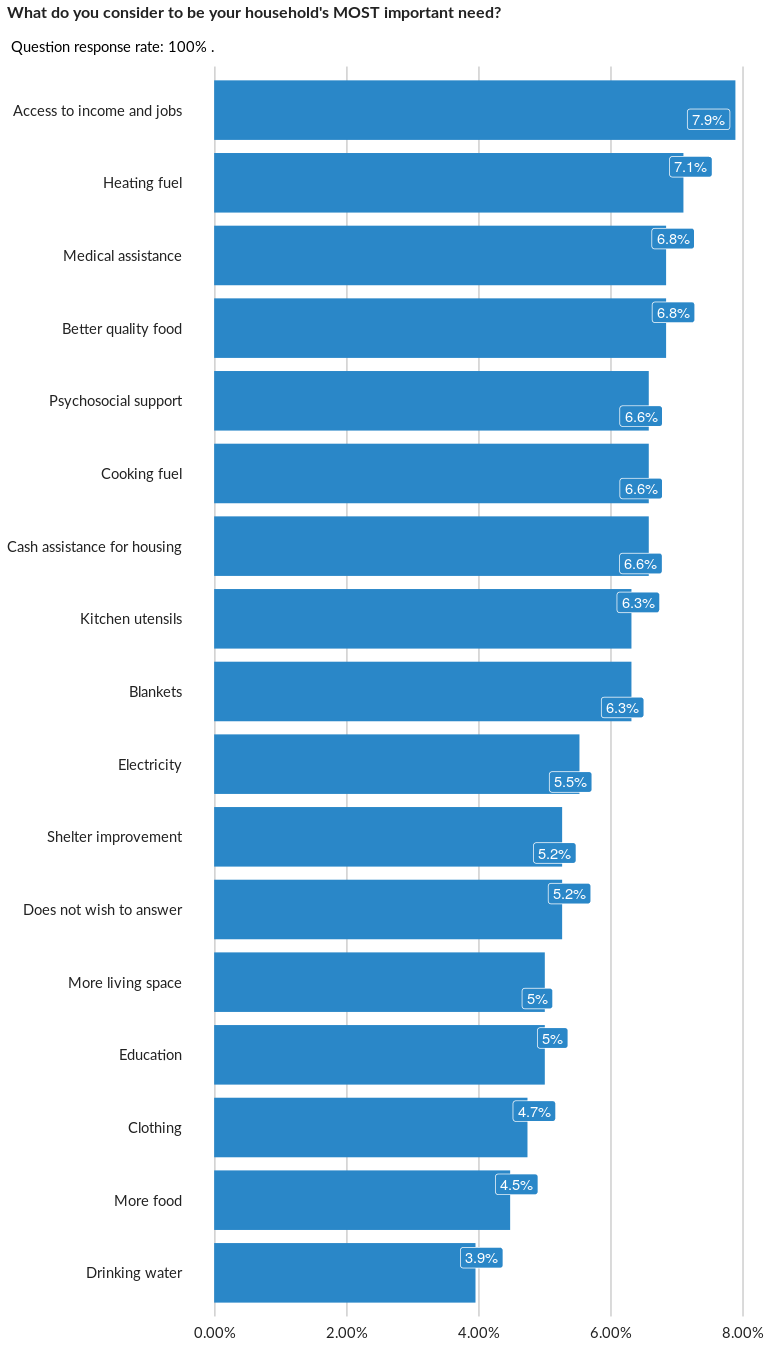 What do you consider to be your household's MOST important need?
Question response rate: 100% .
Access to income and jobs 7.9%
Heating fuel 7.1%
Medical assistance 6.8%
Better quality food 6.8%
Psychosocial support 6.6%
Cooking fuel 6.6%
Cash assistance for housing 6.6%
Kitchen utensils 6.3%
Blankets 6.3%
Electricity 5.5%
Shelter improvement 5.2%
Does not wish to answer 5.2%
More living space 5%
Education 5%
Clothing 4.7%
More food 4.5%
Drinking water 3.9%
0.00% 2.00% 4.00% 6.00% 8.00%